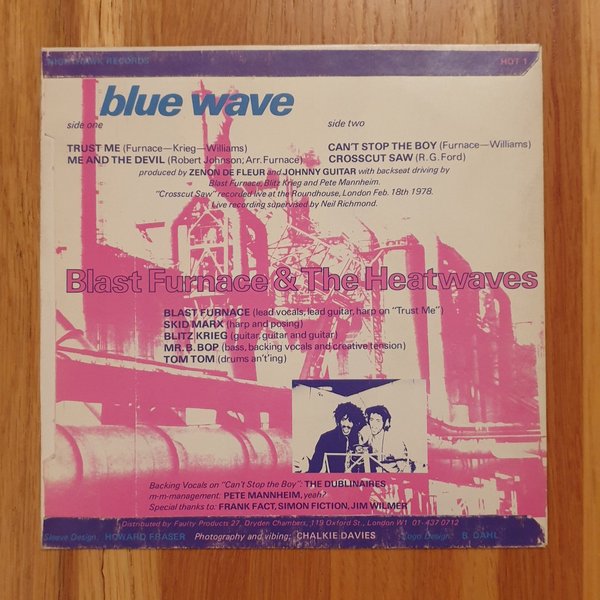 NIGHTHAWK RECORDS HOT 1
blue wave
side one side two
TRUST ME (Furnace—Krieg—Williams) CAN'T STOP THE BOY (Furnace—Williams)
ME AND THE DEVIL (Robert Johnson; Arr. Furnace) CROSSCUT SAW (R.G. Ford)
produced by ZENON DE FLEUR and JOHNNY GUITAR with backseat driving by
Blast Furnace, Blitz Krieg and Pete Mannheim.
"Crosscut Saw" recorded live at the Roundhouse, London Feb. 18th 1978.
Live recording supervised by Neil Richmond.
Blast Furnace & The Heatwaves
BLAST FURNACE (lead vocals, lead guitar, harp on "Trust Me")
SKID MARX (harp and posing)
BLITZ KRIEG (guitar, guitar and guitar)
MR. B. BOP (bass, backing vocals and creative tension)
TOM TOM (drums an't'ing)
Backing Vocals on "Can't Stop the Boy": THE DUBLINAIRES
m-m-management: PETE MANNHEIM, yeah?
Special thanks to: FRANK FACT, SIMON FICTION, JIM WILMER
Distributed by Faulty Products 27, Dryden Chambers, 119 Oxford St., London W1 01-437 0712
Sleeve Design: HOWARD FRASER Photography and vibing: CHALKIE DAVIES Logo Design: B. DAHL